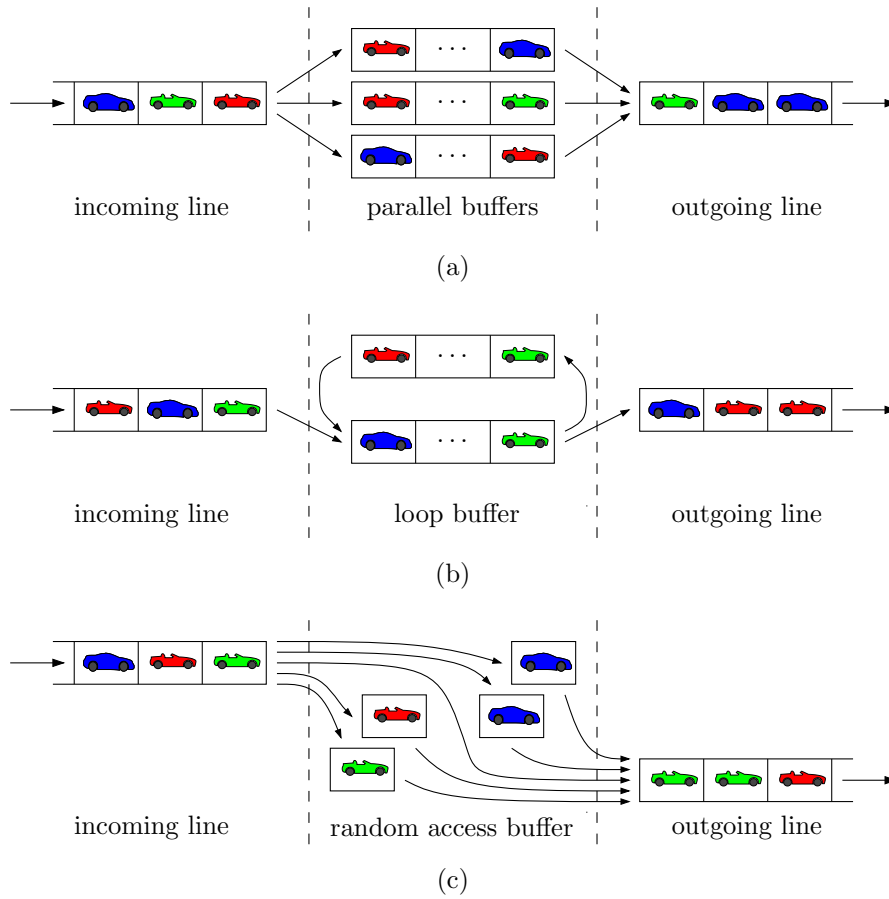 incoming line parallel buffers outgoing line
(a)
incoming line loop buffer outgoing line
(b)
incoming line random access buffer outgoing line
(c)